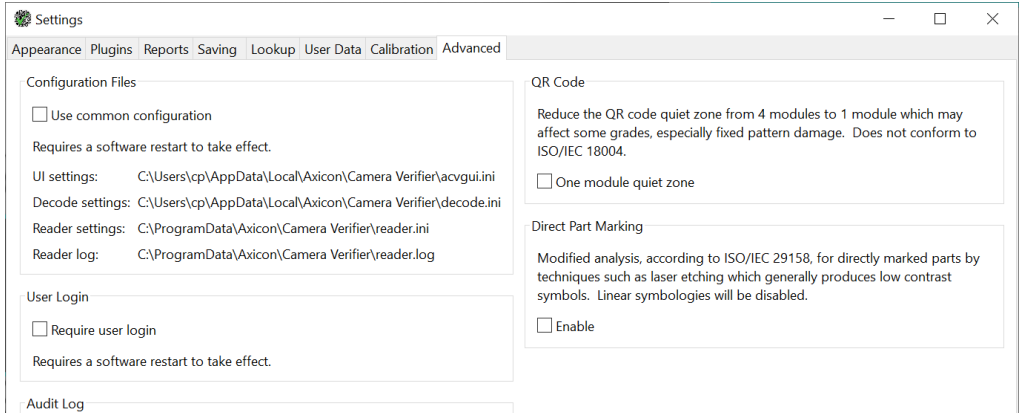 Settings
Appearance Plugins Reports Saving Lookup User Data Calibration Advanced
Configuration Files
Use common configuration
Requires a software restart to take effect.
UI settings: C:\Users\cp\AppData\Local\Axicon\Camera Verifier\acvgui.ini
Decode settings: C:\Users\cp\AppData\Local\Axicon\Camera Verifier\decode.ini
Reader settings: C:\ProgramData\Axicon\Camera Verifier\reader.ini
Reader log: C:\ProgramData\Axicon\Camera Verifier\reader.log
User Login
Require user login
Requires a software restart to take effect.
Audit Log
QR Code
Reduce the QR code quiet zone from 4 modules to 1 module which may
affect some grades, especially fixed pattern damage. Does not conform to
ISO/IEC 18004.
One module quiet zone
Direct Part Marking
Modified analysis, according to ISO/IEC 29158, for directly marked parts by
techniques such as laser etching which generally produces low contrast
symbols. Linear symbologies will be disabled.
Enable